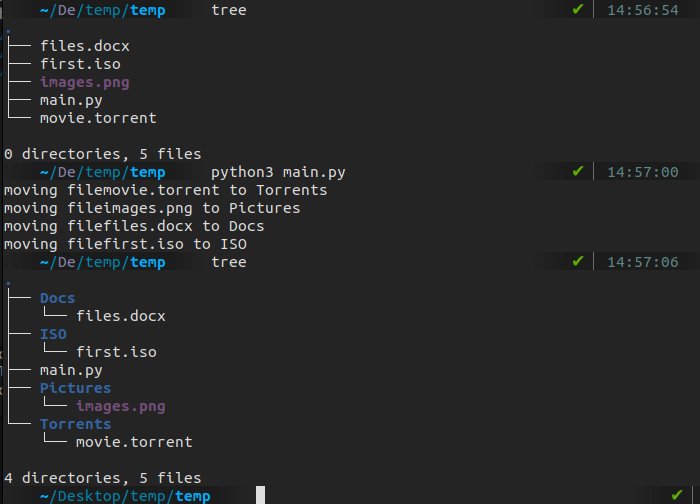 ~/De/temp/temp tree ✔ 14:56:54
.
├── files.docx
├── first.iso
├── images.png
├── main.py
└── movie.torrent
0 directories, 5 files
~/De/temp/temp python3 main.py ✔ 14:57:00
moving filemovie.torrent to Torrents
moving fileimages.png to Pictures
moving filefiles.docx to Docs
moving filefirst.iso to ISO
~/De/temp/temp tree ✔ 14:57:06
.
├── Docs
│   └── files.docx
├── ISO
│   └── first.iso
├── main.py
├── Pictures
│   └── images.png
└── Torrents
    └── movie.torrent
4 directories, 5 files
~/Desktop/temp/temp ✔